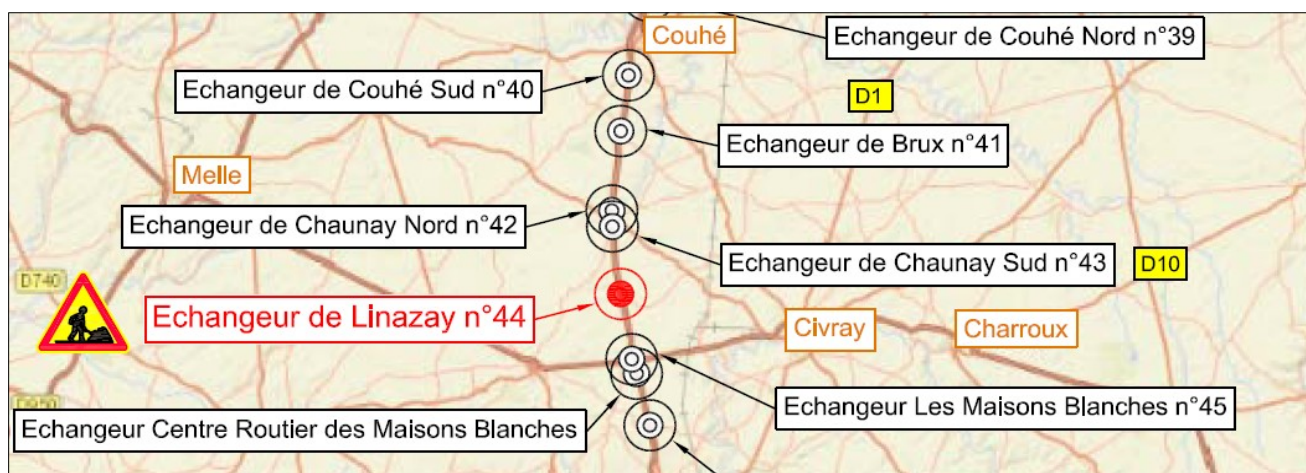 Couhé
Echangeur de Couhé Nord n°39
Echangeur de Couhé Sud n°40
D1
Echangeur de Brux n°41
Melle
Echangeur de Chaunay Nord n°42
Echangeur de Chaunay Sud n°43
D10
D740
Echangeur de Linazay n°44
Civray
Charroux
D950
Echangeur Les Maisons Blanches n°45
Echangeur Centre Routier des Maisons Blanches